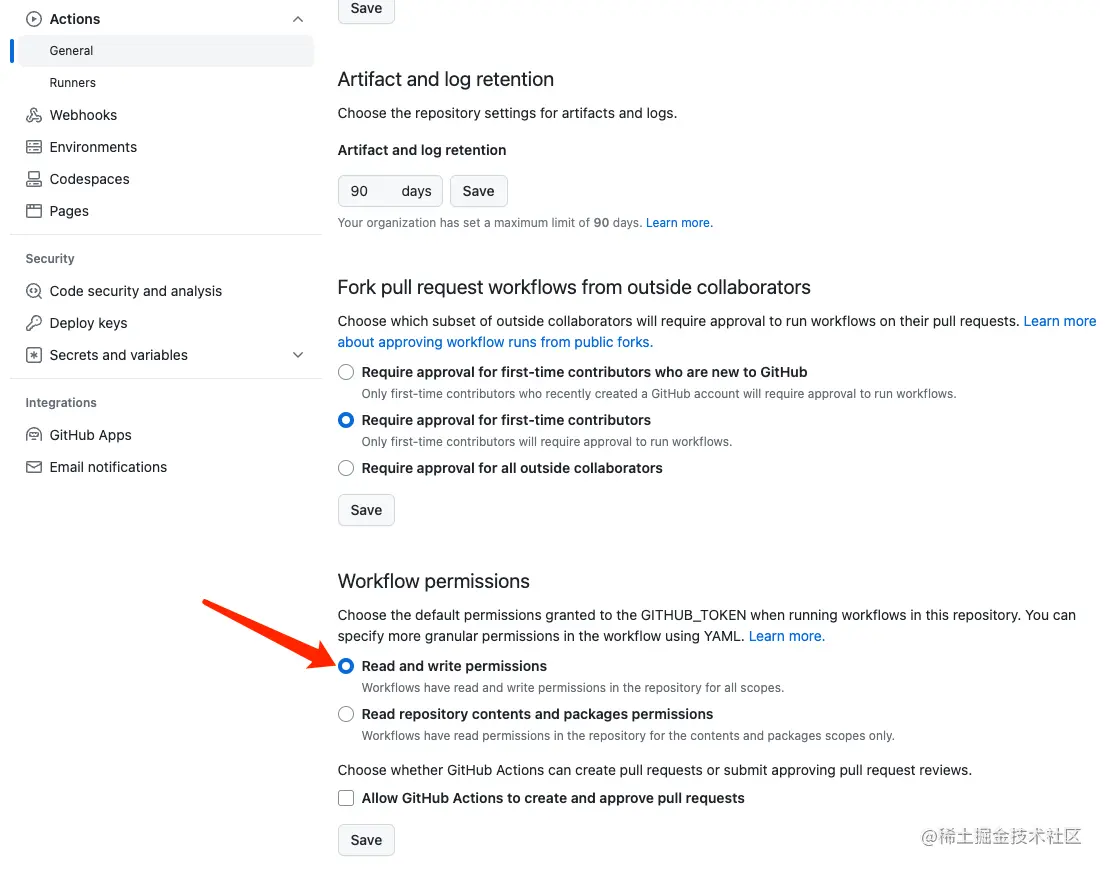 Actions
General
Runners
Webhooks
Environments
Codespaces
Pages
Security
Code security and analysis
Deploy keys
Secrets and variables
Integrations
GitHub Apps
Email notifications
Save
Artifact and log retention
Choose the repository settings for artifacts and logs.
Artifact and log retention
90 days Save
Your organization has set a maximum limit of 90 days. Learn more.
Fork pull request workflows from outside collaborators
Choose which subset of outside collaborators will require approval to run workflows on their pull requests. Learn more
about approving workflow runs from public forks.
Require approval for first-time contributors who are new to GitHub
Only first-time contributors who recently created a GitHub account will require approval to run workflows.
Require approval for first-time contributors
Only first-time contributors will require approval to run workflows.
Require approval for all outside collaborators
Save
Workflow permissions
Choose the default permissions granted to the GITHUB_TOKEN when running workflows in this repository. You can
specify more granular permissions in the workflow using YAML. Learn more.
Read and write permissions
Workflows have read and write permissions in the repository for all scopes.
Read repository contents and packages permissions
Workflows have read permissions in the repository for the contents and packages scopes only.
Choose whether GitHub Actions can create pull requests or submit approving pull request reviews.
Allow GitHub Actions to create and approve pull requests
Save
@稀土掘金技术社区